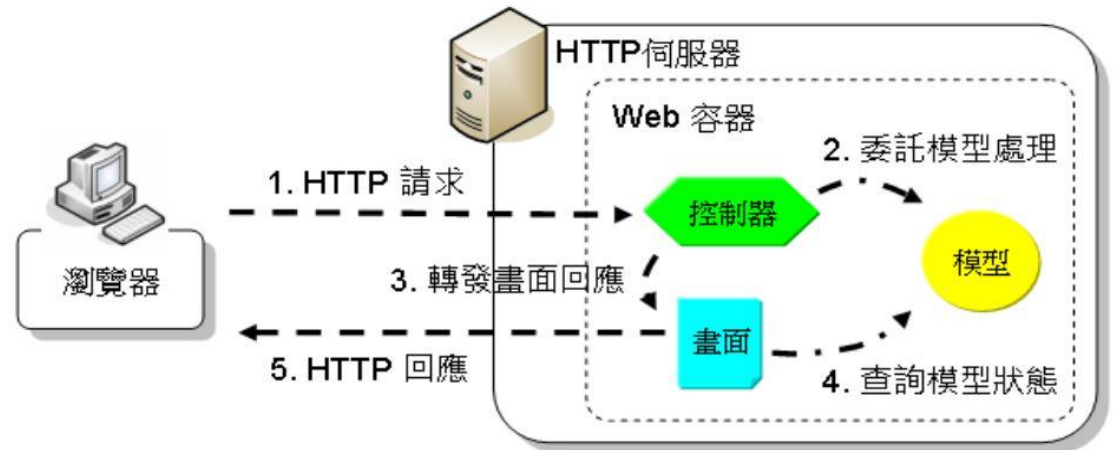 HTTP伺服器
Web 容器
2. 委託模型處理
1. HTTP 請求
控制器
模型
瀏覽器
3. 轉發畫面回應
畫面
5. HTTP 回應
4. 查詢模型狀態